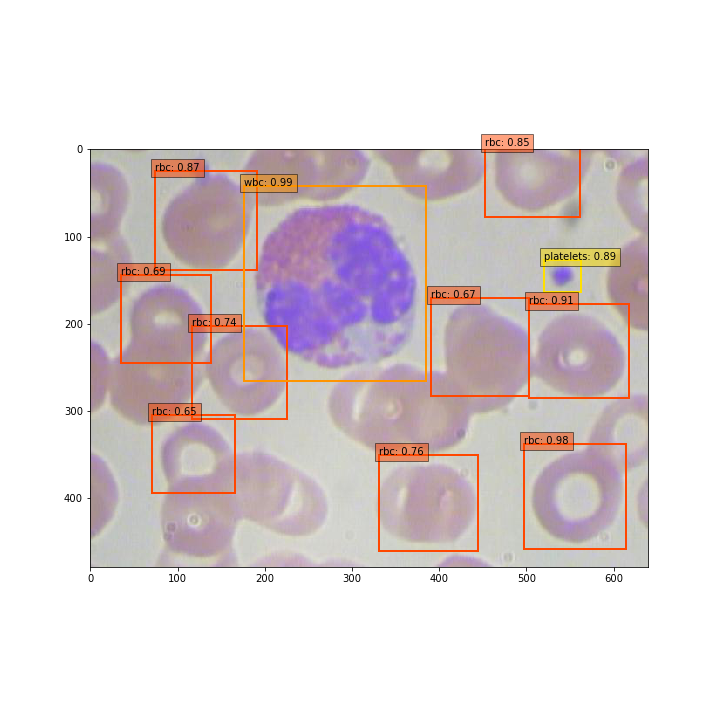 rbc: 0.85
rbc: 0.87
wbc: 0.99
platelets: 0.89
rbc: 0.69
rbc: 0.67
rbc: 0.91
rbc: 0.74
rbc: 0.65
rbc: 0.98
rbc: 0.76
0
100
200
300
400
0 100 200 300 400 500 600